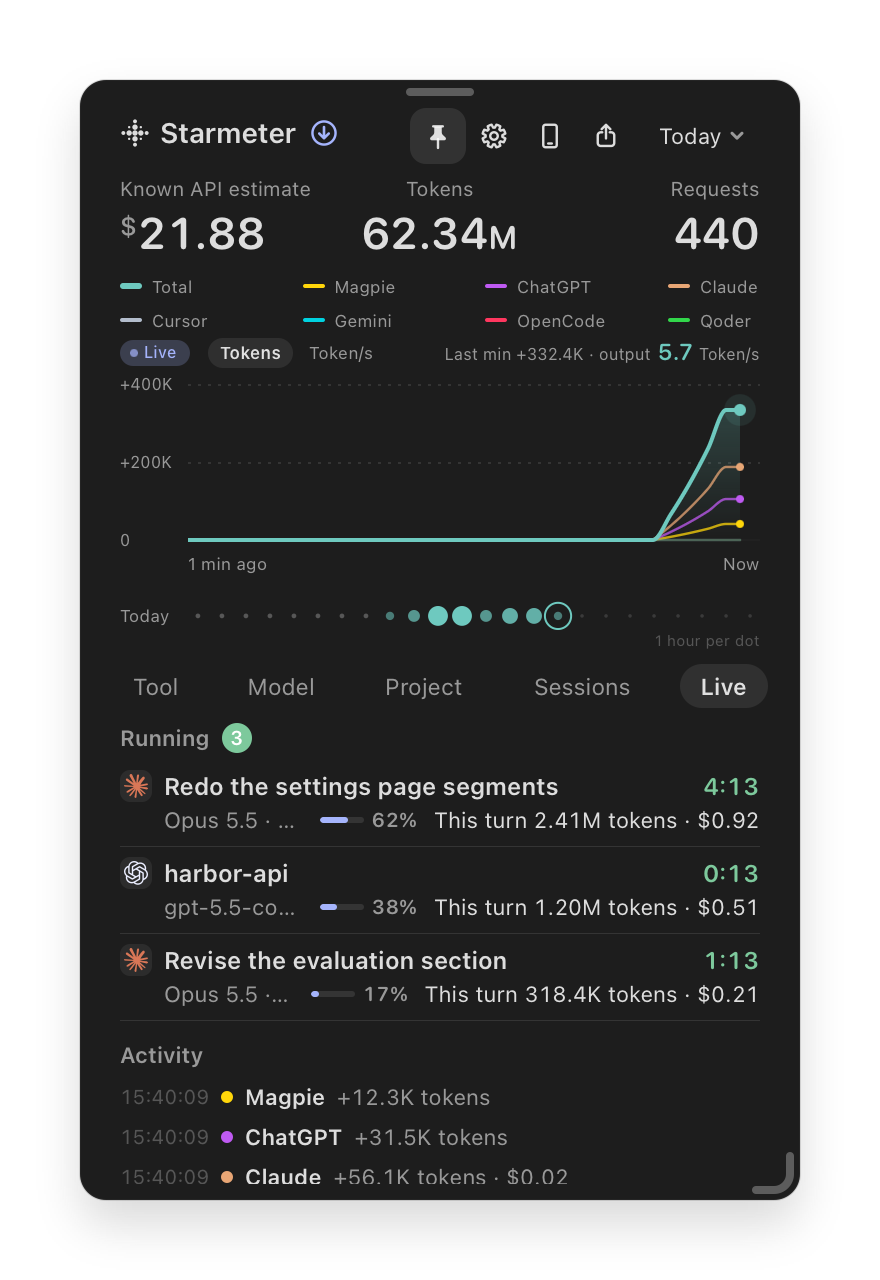 Starmeter Today
Known API estimate Tokens Requests
$21.88 62.34M 440
Total Magpie ChatGPT Claude
Cursor Gemini OpenCode Qoder
Live Tokens Token/s Last min +332.4K · output 5.7 Token/s
+400K
+200K
0
1 min ago Now
Today
1 hour per dot
Tool Model Project Sessions Live
Running 3
Redo the settings page segments 4:13
Opus 5.5 · ... 62% This turn 2.41M tokens · $0.92
harbor-api 0:13
gpt-5.5-co... 38% This turn 1.20M tokens · $0.51
Revise the evaluation section 1:13
Opus 5.5 ·... 17% This turn 318.4K tokens · $0.21
Activity
15:40:09 Magpie +12.3K tokens
15:40:09 ChatGPT +31.5K tokens
15:40:09 Claude +56.1K tokens · $0.02